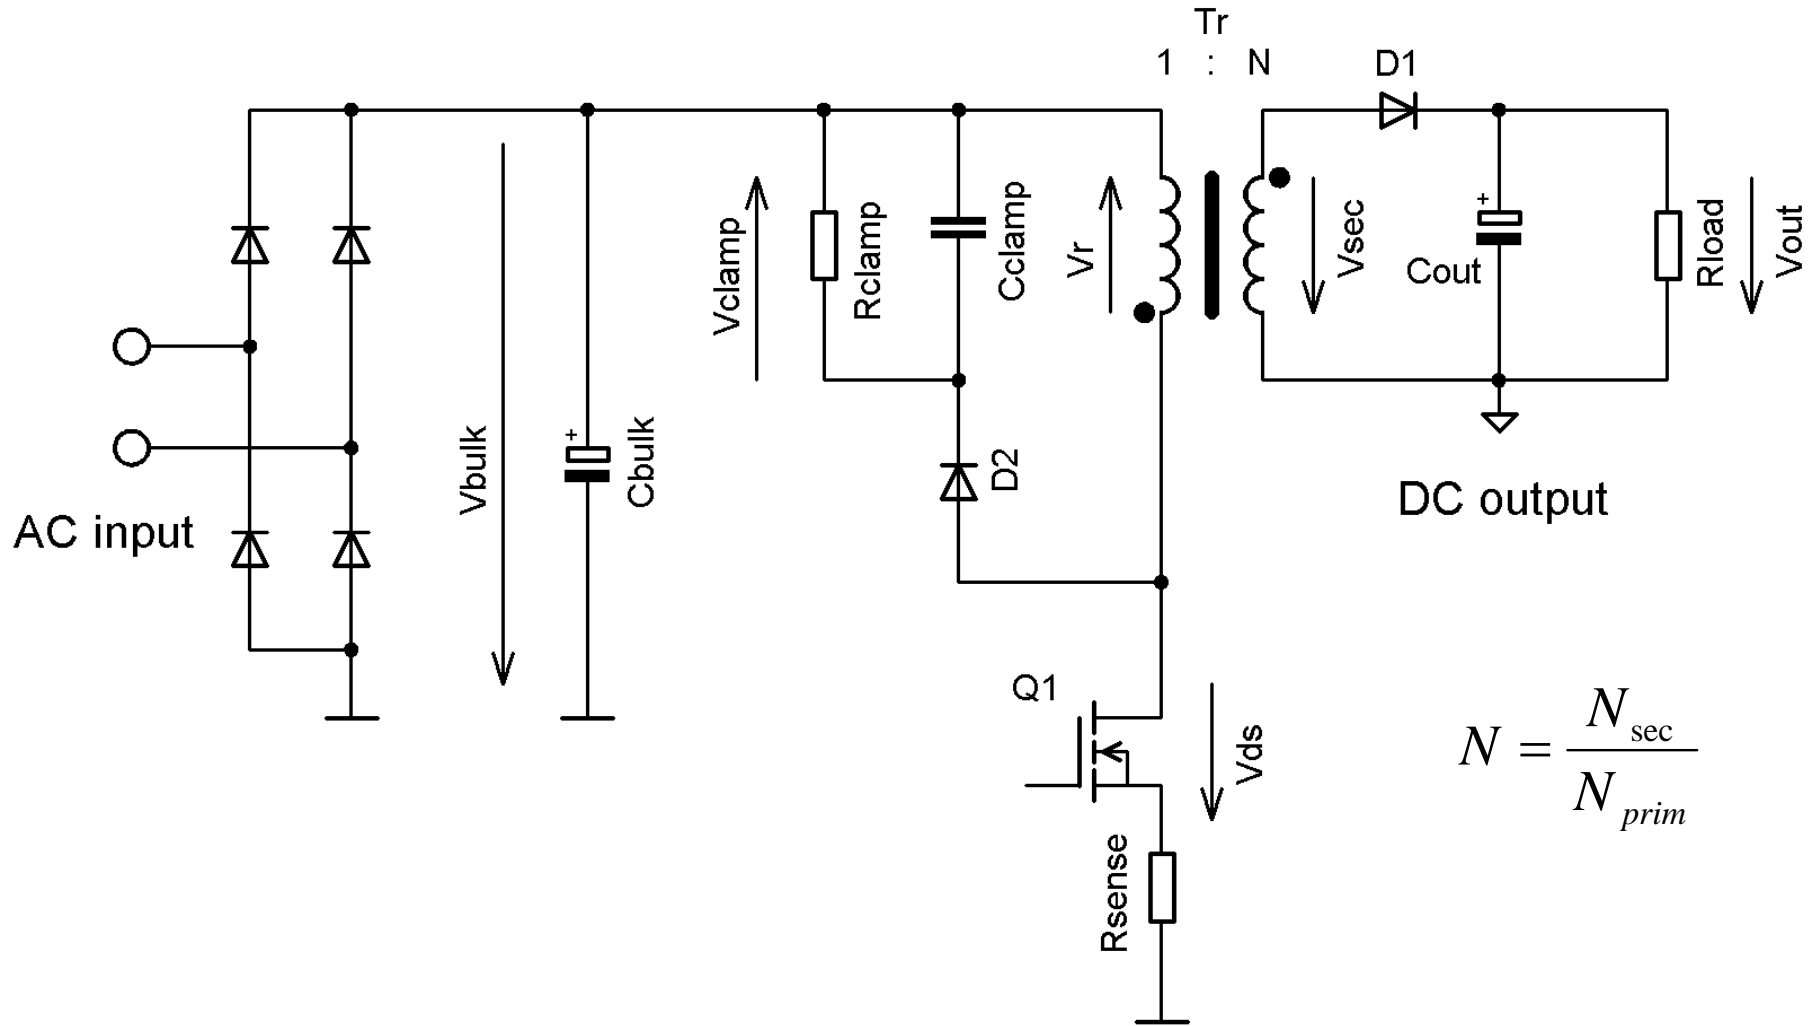 Tr
1 : N
D1
Vclamp
Rclamp
Cclamp
Vr
Vsec
+
Cout
Rload
Vout
Vbulk
+
Cbulk
D2
AC input
DC output
Q1
Vds
Rsense
N = Nsec / Nprim